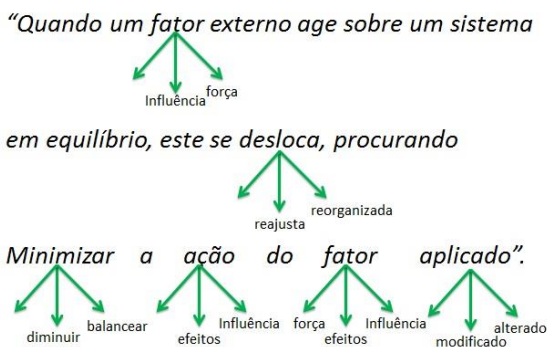 “Quando um fator externo age sobre um sistema
Influência força
em equilíbrio, este se desloca, procurando
reajusta reorganizada
Minimizar a ação do fator aplicado”.
diminuir balancear efeitos Influência força efeitos Influência modificado alterado